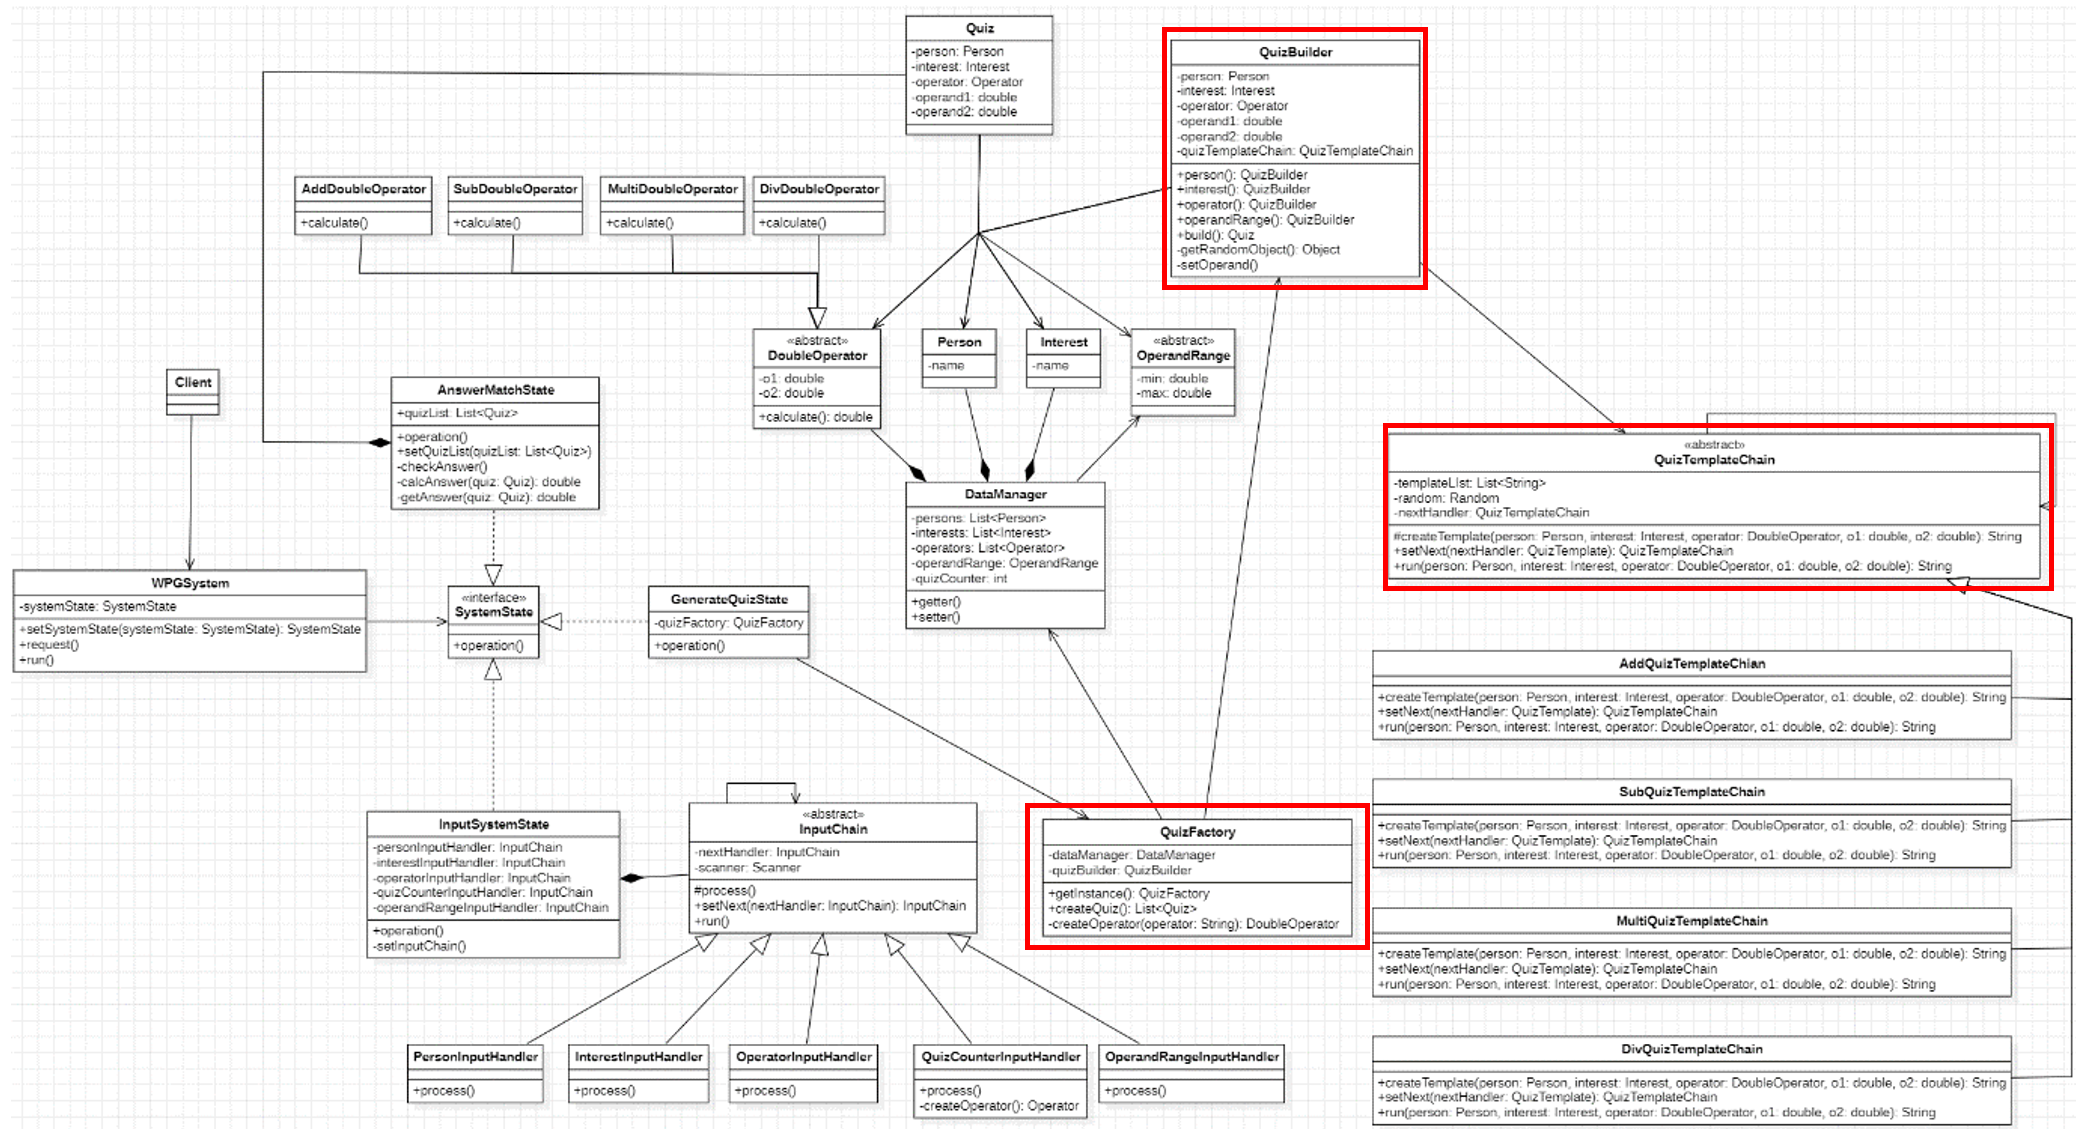 Quiz
-person: Person
-interest: Interest
-operator: Operator
-operand1: double
-operand2: double
QuizBuilder
-person: Person
-interest: Interest
-operator: Operator
-operand1: double
-operand2: double
-quizTemplateChain: QuizTemplateChain
+person(): QuizBuilder
+interest(): QuizBuilder
+operator(): QuizBuilder
+operandRange(): QuizBuilder
+build(): Quiz
-getRandomObject(): Object
-setOperand()
AddDoubleOperator
+calculate()
SubDoubleOperator
+calculate()
MultiDoubleOperator
+calculate()
DivDoubleOperator
+calculate()
«abstract»
DoubleOperator
-o1: double
-o2: double
+calculate(): double
Person
-name
Interest
-name
«abstract»
OperandRange
-min: double
-max: double
Client
AnswerMatchState
+quizList: List<Quiz>
+operation()
+setQuizList(quizList: List<Quiz>)
-checkAnswer()
-calcAnswer(quiz: Quiz): double
-getAnswer(quiz: Quiz): double
«abstract»
QuizTemplateChain
-templateLIst: List<String>
-random: Random
-nextHandler: QuizTemplateChain
#createTemplate(person: Person, interest: Interest, operator: DoubleOperator, o1: double, o2: double): String
+setNext(nextHandler: QuizTemplate): QuizTemplateChain
+run(person: Person, interest: Interest, operator: DoubleOperator, o1: double, o2: double): String
DataManager
-persons: List<Person>
-interests: List<Interest>
-operators: List<Operator>
-operandRange: OperandRange
-quizCounter: int
+getter()
+setter()
WPGSystem
-systemState: SystemState
+setSystemState(systemState: SystemState): SystemState
+request()
+run()
«interface»
SystemState
+operation()
GenerateQuizState
-quizFactory: QuizFactory
+operation()
AddQuizTemplateChian
+createTemplate(person: Person, interest: Interest, operator: DoubleOperator, o1: double, o2: double): String
+setNext(nextHandler: QuizTemplate): QuizTemplateChain
+run(person: Person, interest: Interest, operator: DoubleOperator, o1: double, o2: double): String
SubQuizTemplateChain
+createTemplate(person: Person, interest: Interest, operator: DoubleOperator, o1: double, o2: double): String
+setNext(nextHandler: QuizTemplate): QuizTemplateChain
+run(person: Person, interest: Interest, operator: DoubleOperator, o1: double, o2: double): String
InputSystemState
-personInputHandler: InputChain
-interestInputHandler: InputChain
-operatorInputHandler: InputChain
-quizCounterInputHandler: InputChain
-operandRangeInputHandler: InputChain
+operation()
-setInputChain()
«abstract»
InputChain
-nextHandler: InputChain
-scanner: Scanner
#process()
+setNext(nextHandler: InputChain): InputChain
+run()
QuizFactory
-dataManager: DataManager
-quizBuilder: QuizBuilder
+getInstance(): QuizFactory
+createQuiz(): List<Quiz>
-createOperator(operator: String): DoubleOperator
MultiQuizTemplateChain
+createTemplate(person: Person, interest: Interest, operator: DoubleOperator, o1: double, o2: double): String
+setNext(nextHandler: QuizTemplate): QuizTemplateChain
+run(person: Person, interest: Interest, operator: DoubleOperator, o1: double, o2: double): String
PersonInputHandler
+process()
InterestInputHandler
+process()
OperatorInputHandler
+process()
QuizCounterInputHandler
+process()
-createOperator(): Operator
OperandRangeInputHandler
+process()
DivQuizTemplateChain
+createTemplate(person: Person, interest: Interest, operator: DoubleOperator, o1: double, o2: double): String
+setNext(nextHandler: QuizTemplate): QuizTemplateChain
+run(person: Person, interest: Interest, operator: DoubleOperator, o1: double, o2: double): String